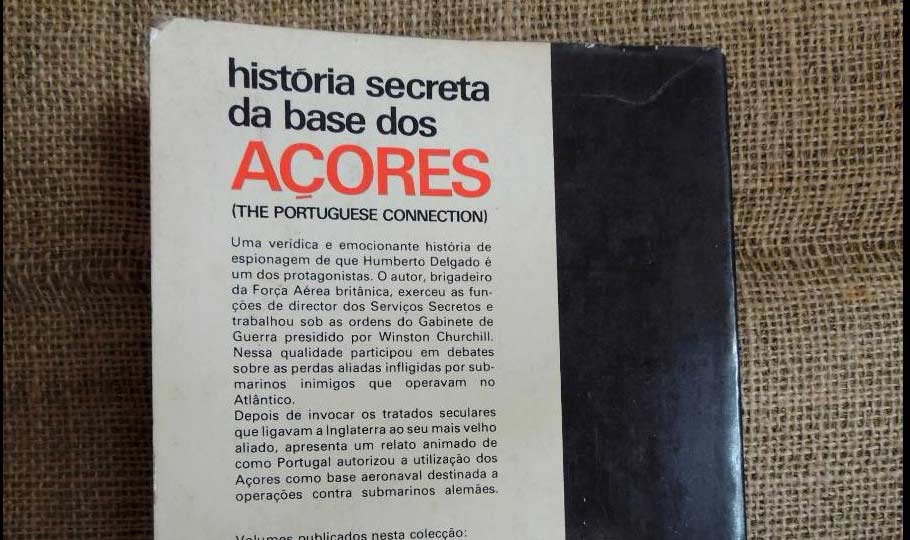 história secreta
da base dos
AÇORES
(THE PORTUGUESE CONNECTION)
Uma verídica e emocionante história de
espionagem de que Humberto Delgado é
um dos protagonistas. O autor, brigadeiro
da Força Aérea britânica, exerceu as fun-
ções de director dos Serviços Secretos e
trabalhou sob as ordens do Gabinete de
Guerra presidido por Winston Churchill.
Nessa qualidade participou em debates
sobre as perdas aliadas infligidas por sub-
marinos inimigos que operavam no
Atlântico.
Depois de invocar os tratados seculares
que ligavam a Inglaterra ao seu mais velho
aliado, apresenta um relato animado de
como Portugal autorizou a utilização dos
Açores como base aeronaval destinada a
operações contra submarinos alemães.
Volumes publicados nesta colecção: